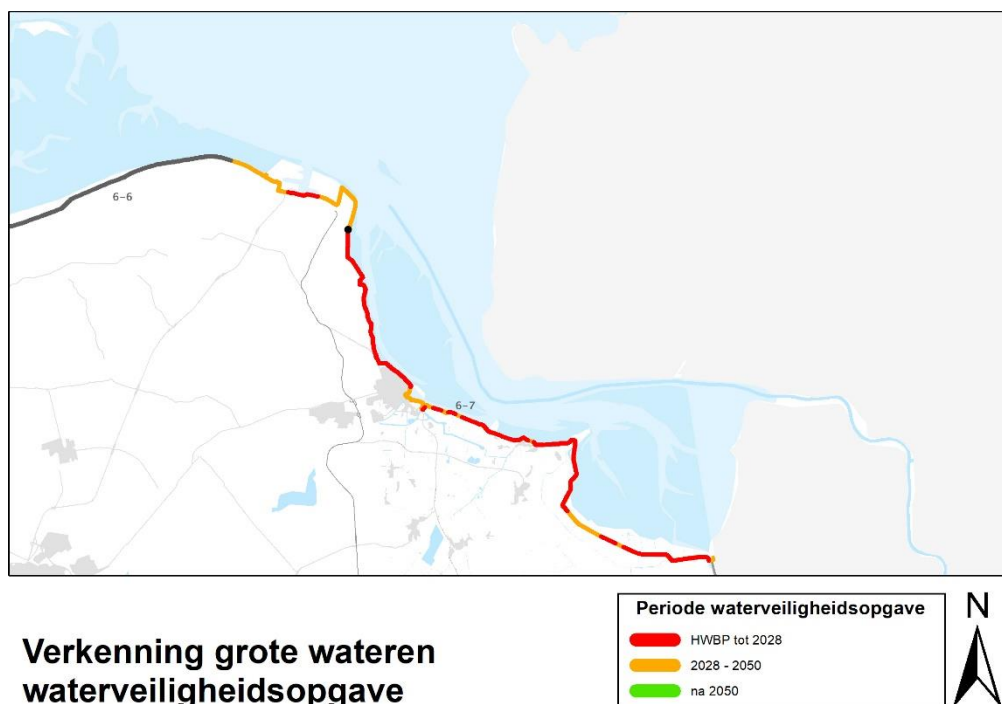 6-6
6-7
Verkenning grote wateren
waterveiligheidsopgave
Periode waterveiligheidsopgave
HWBP tot 2028
2028 - 2050
na 2050
N